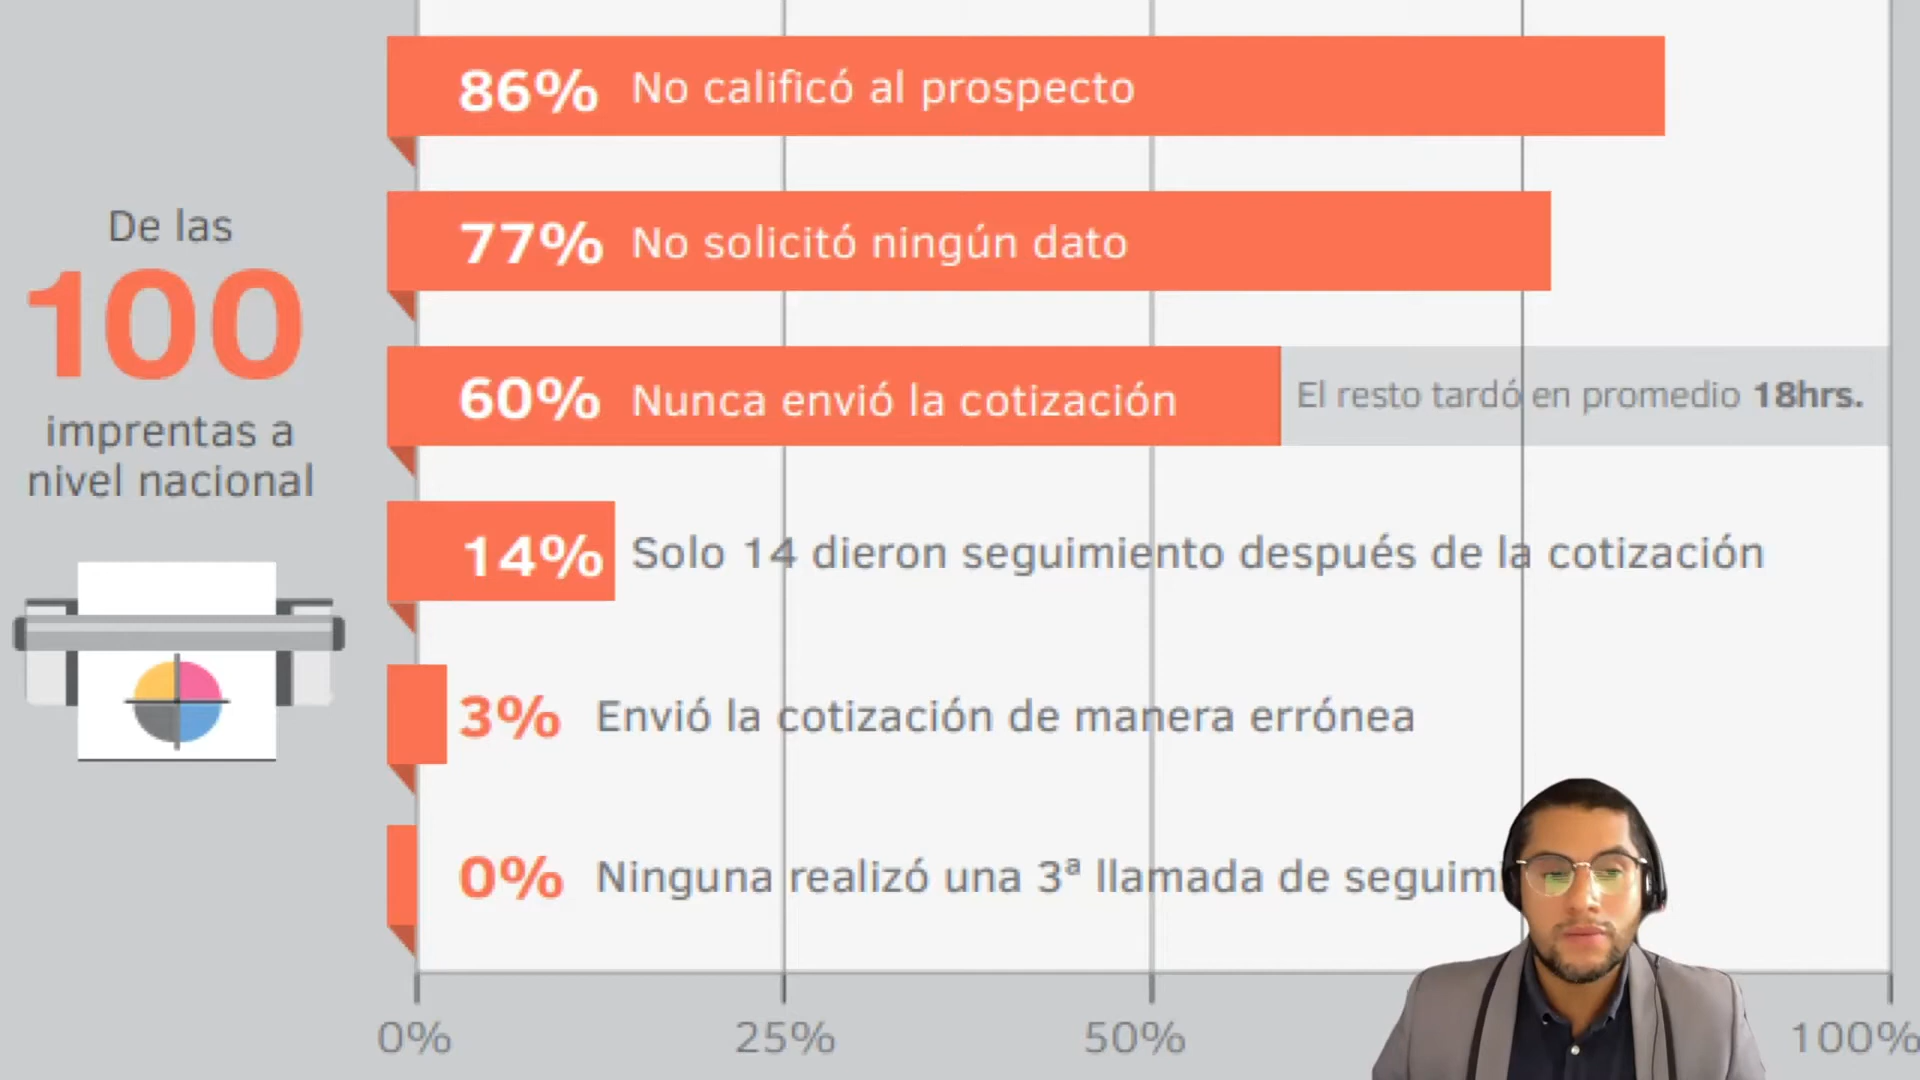 De las
100
imprentas a
nivel nacional
86% No calificó al prospecto
77% No solicitó ningún dato
60% Nunca envió la cotización El resto tardó en promedio 18hrs.
14% Solo 14 dieron seguimiento después de la cotización
3% Envió la cotización de manera errónea
0% Ninguna realizó una 3ª llamada de
0% 25% 50% 100%